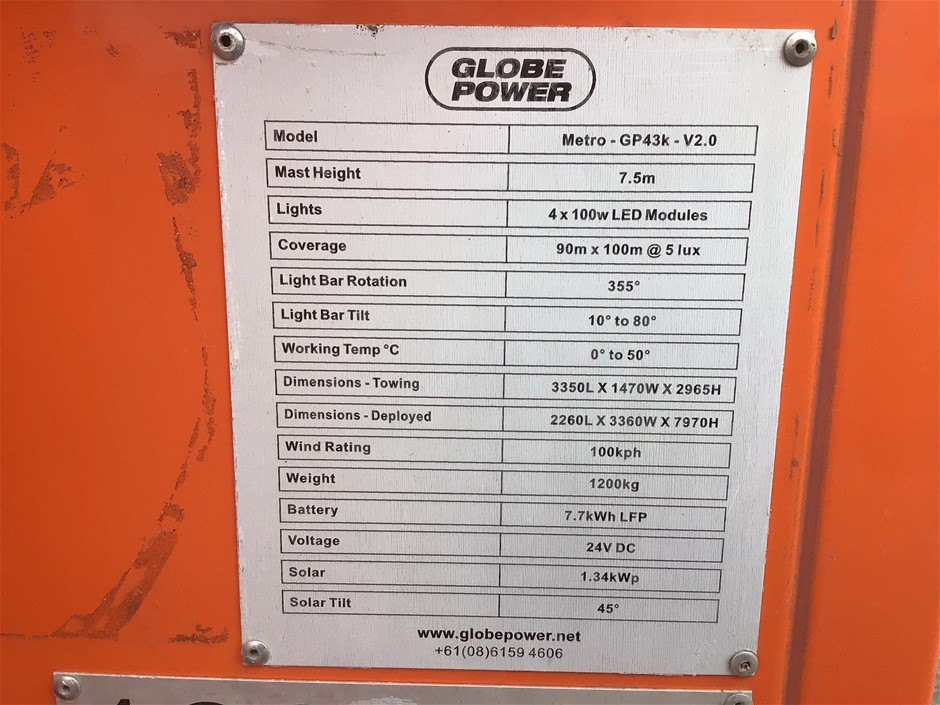 GLOBE
POWER
Model Metro - GP43k - V2.0
Mast Height 7.5m
Lights 4 x 100w LED Modules
Coverage 90m x 100m @ 5 lux
Light Bar Rotation 355°
Light Bar Tilt 10° to 80°
Working Temp °C 0° to 50°
Dimensions - Towing 3350L X 1470W X 2965H
Dimensions - Deployed 2260L X 3360W X 7970H
Wind Rating 100kph
Weight 1200kg
Battery 7.7kWh LFP
Voltage 24V DC
Solar 1.34kWp
Solar Tilt 45°
www.globepower.net
+61(08)6159 4606